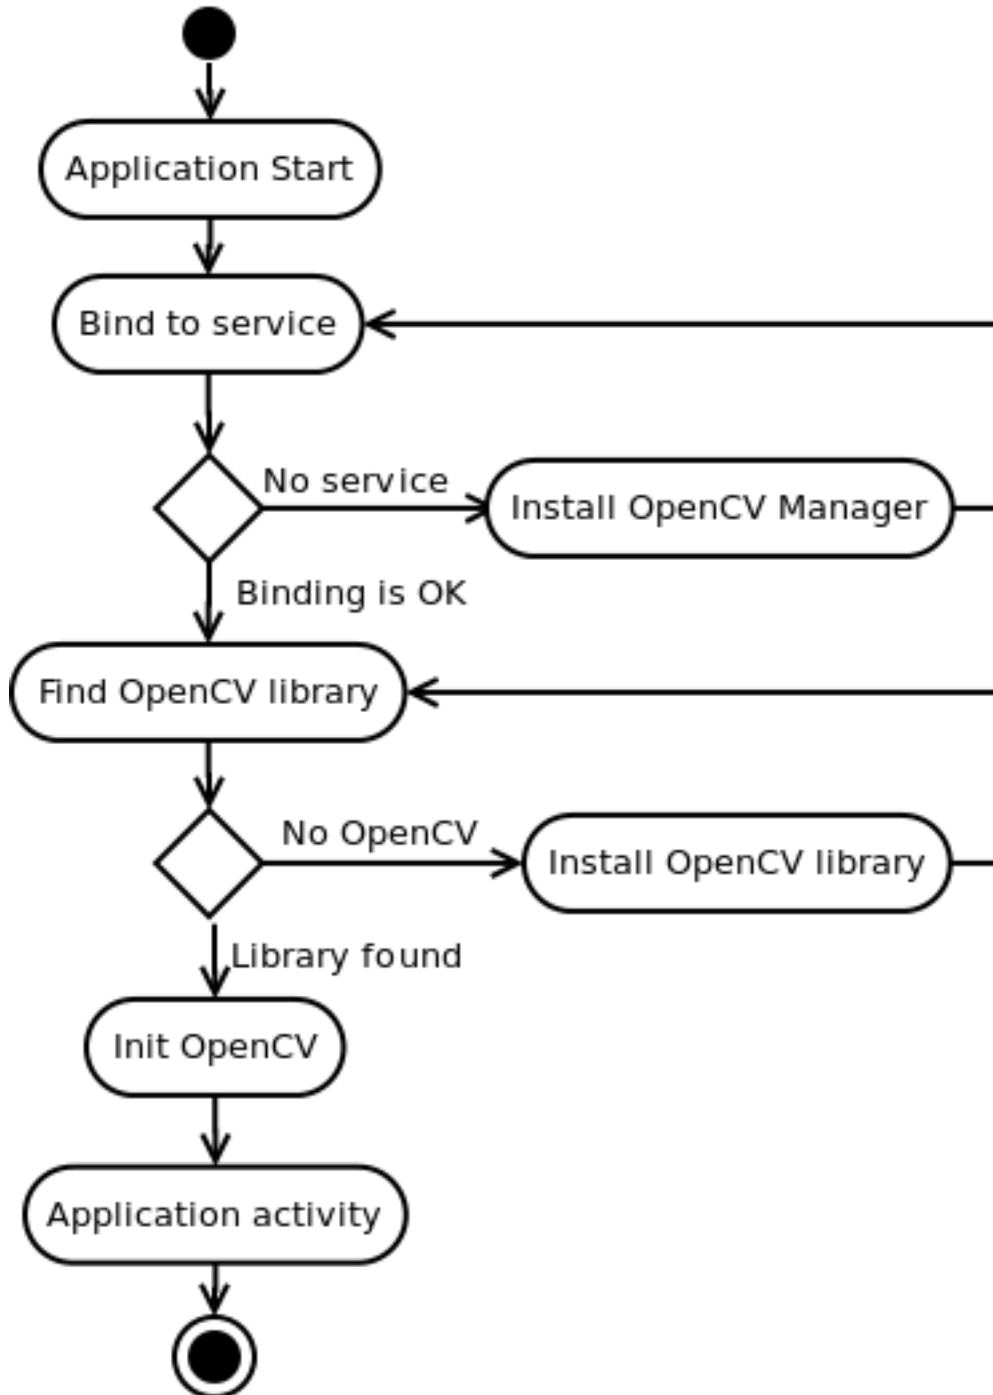 Application Start
Bind to service
No service
Install OpenCV Manager
Binding is OK
Find OpenCV library
No OpenCV
Install OpenCV library
Library found
Init OpenCV
Application activity